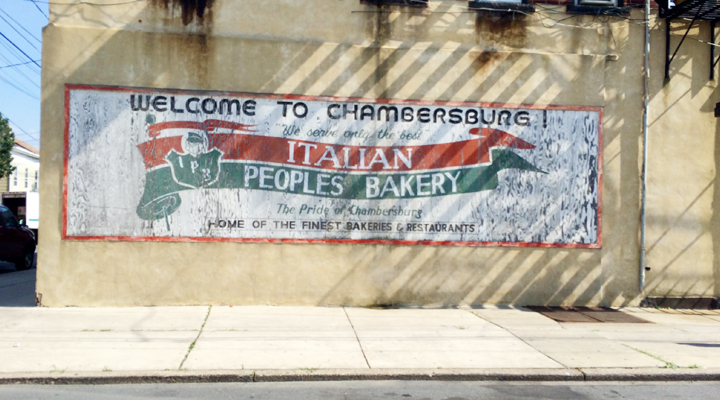 WELCOME TO CHAMBERSBURG!
We serve only the best
ITALIAN
PEOPLES BAKERY
The Pride of Chambersburg
HOME OF THE FINEST BAKERIES & RESTAURANTS